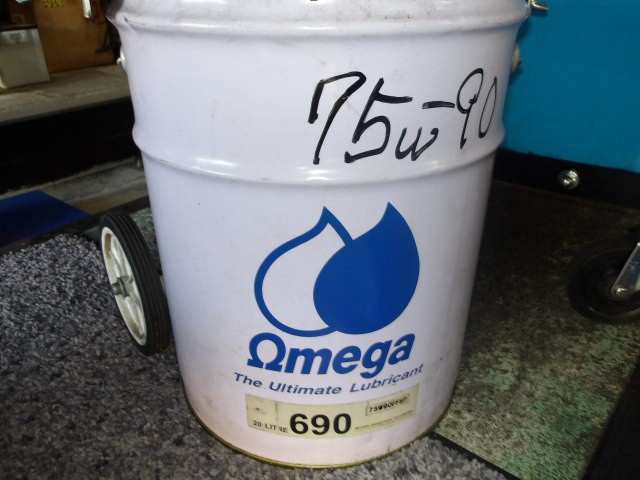 75w-90
Ωmega
The Ultimate Lubricant
20 LITRE 690